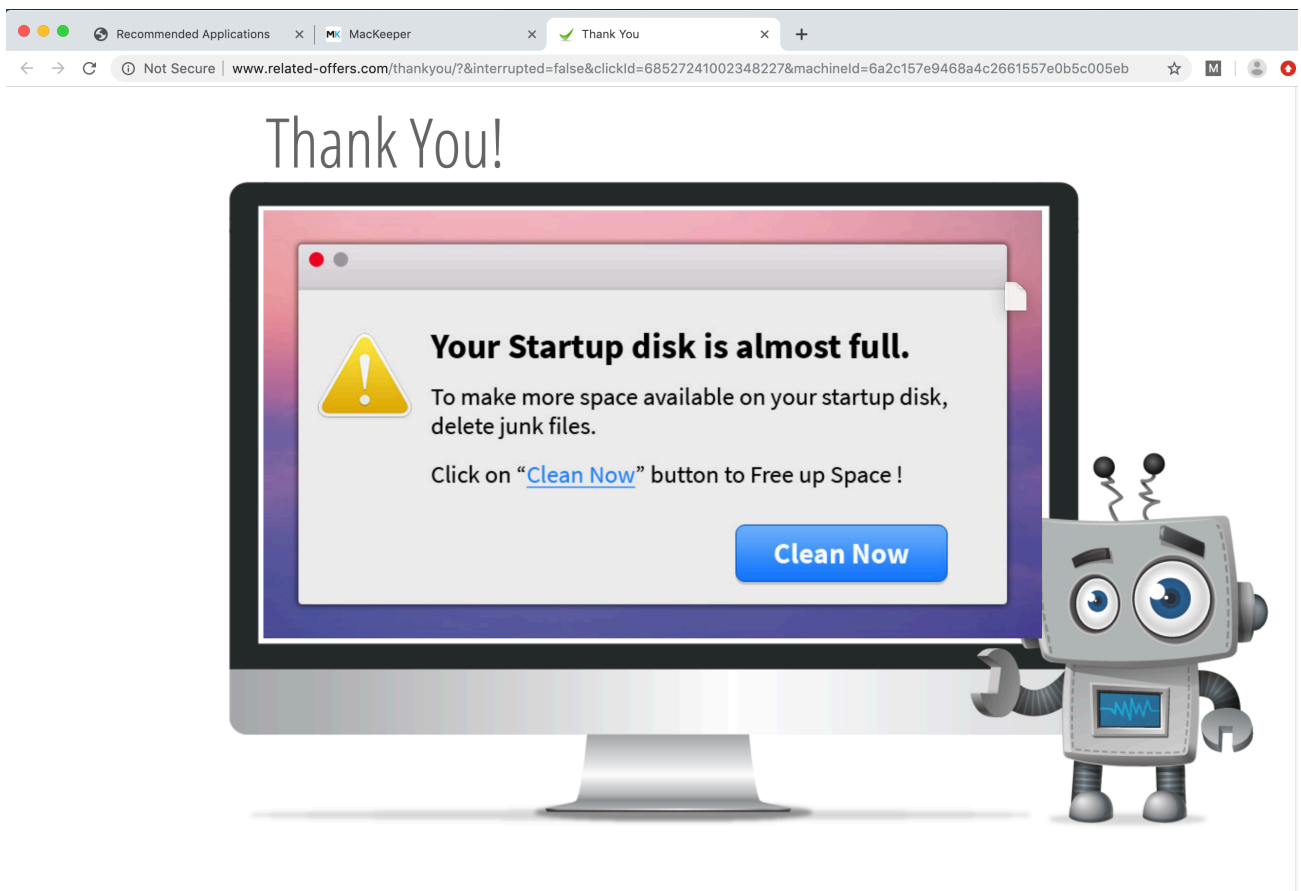 Recommended Applications
MK MacKeeper
Thank You
Not Secure www.related-offers.com/thankyou/?&interrupted=false&clickId=68527241002348227&machineId=6a2c157e9468a4c2661557e0b5c005eb
M
Thank You!
Your Startup disk is almost full.
To make more space available on your startup disk,
delete junk files.
Click on “Clean Now” button to Free up Space !
Clean Now